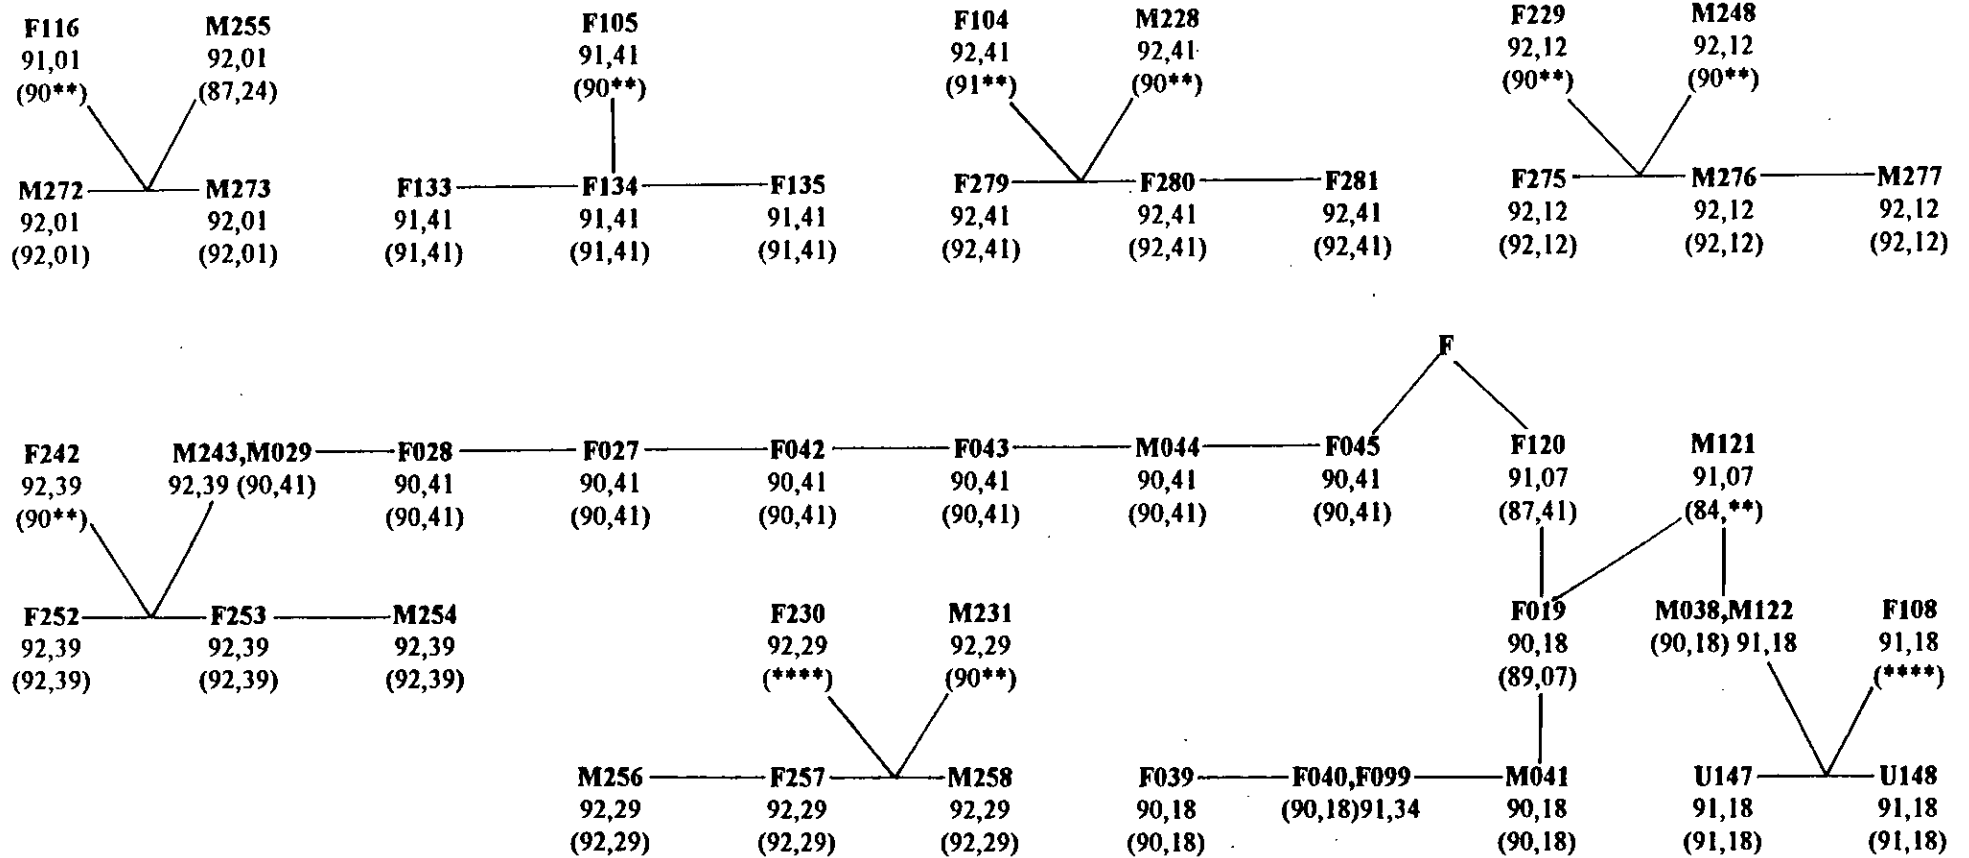 F116 M255 F105 F104 M228 F229 M248
91,01 92,01 91,41 92,41 92,41 92,12 92,12
(90**) (87,24) (90**) (91**) (90**) (90**) (90**)
M272 M273 F133 F134 F135 F279 F280 F281 F275 M276 M277
92,01 92,01 91,41 91,41 91,41 92,41 92,41 92,41 92,12 92,12 92,12
(92,01) (92,01) (91,41) (91,41) (91,41) (92,41) (92,41) (92,41) (92,12) (92,12) (92,12)
F
F242 M243,M029 F028 F027 F042 F043 M044 F045 F120 M121
92,39 92,39 (90,41) 90,41 90,41 90,41 90,41 90,41 90,41 91,07 91,07
(90**) (90,41) (90,41) (90,41) (90,41) (90,41) (90,41) (87,41) (84,**)
F252 F253 M254 F230 M231 F019 M038,M122 F108
92,39 92,39 92,39 92,29 92,29 90,18 (90,18) 91,18 91,18
(92,39) (92,39) (92,39) (****) (90**) (89,07) (****)
M256 F257 M258 F039 F040,F099 M041 U147 U148
92,29 92,29 92,29 90,18 (90,18)91,34 90,18 91,18 91,18
(92,29) (92,29) (92,29) (90,18) (90,18) (91,18) (91,18)